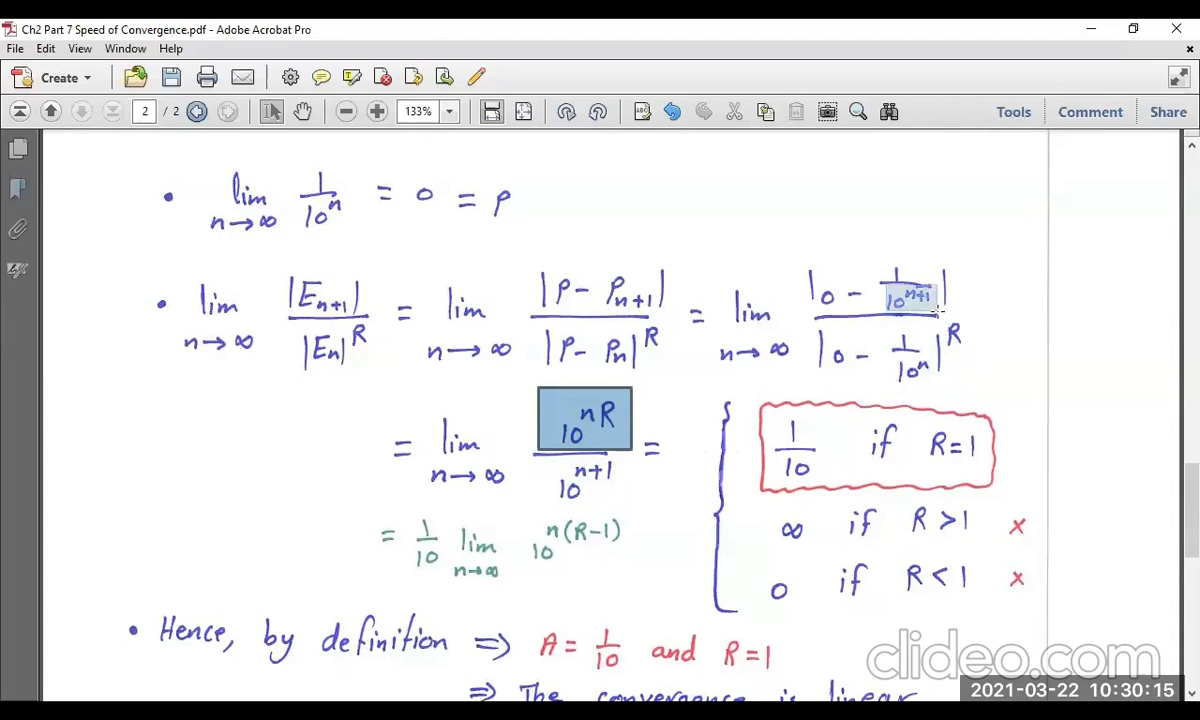 Ch2 Part 7 Speed of Convergence.pdf - Adobe Acrobat Pro
File Edit View Window Help
Create
2 / 2 133% Tools Comment Share
• lim n→∞ 1/10^n = 0 = p
• lim n→∞ |E_{n+1}| / |E_n|^R = lim n→∞ |p - p_{n+1}| / |p - p_n|^R = lim n→∞ |0 - 1/10^{n+1}| / |0 - 1/10^n|^R
= lim n→∞ 10^{nR} / 10^{n+1} = { 1/10 if R=1
= 1/10 lim n→∞ 10^{n(R-1)} ∞ if R>1 x
0 if R<1 x
• Hence, by definition ⇒ A = 1/10 and R=1
⇒ The convergence is linear
clideo.com
2021-03-22 10:30:15